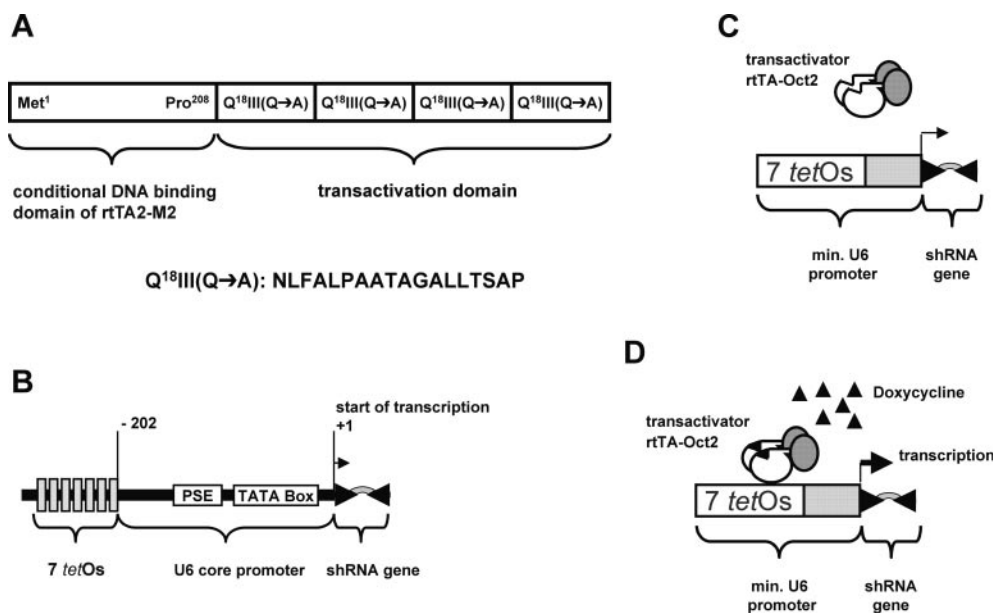 A
Met¹ Pro²⁰⁸ Q¹⁸III(Q→A) Q¹⁸III(Q→A) Q¹⁸III(Q→A) Q¹⁸III(Q→A)
conditional DNA binding
domain of rtTA2-M2
transactivation domain
Q¹⁸III(Q→A): NLFALPAATAGALLTSAP
B
- 202
start of transcription
+1
PSE TATA Box
7 tetOs U6 core promoter shRNA gene
C
transactivator
rtTA-Oct2
7 tetOs
min. U6
promoter
shRNA
gene
D
Doxycycline
transactivator
rtTA-Oct2
transcription
7 tetOs
min. U6
promoter
shRNA
gene